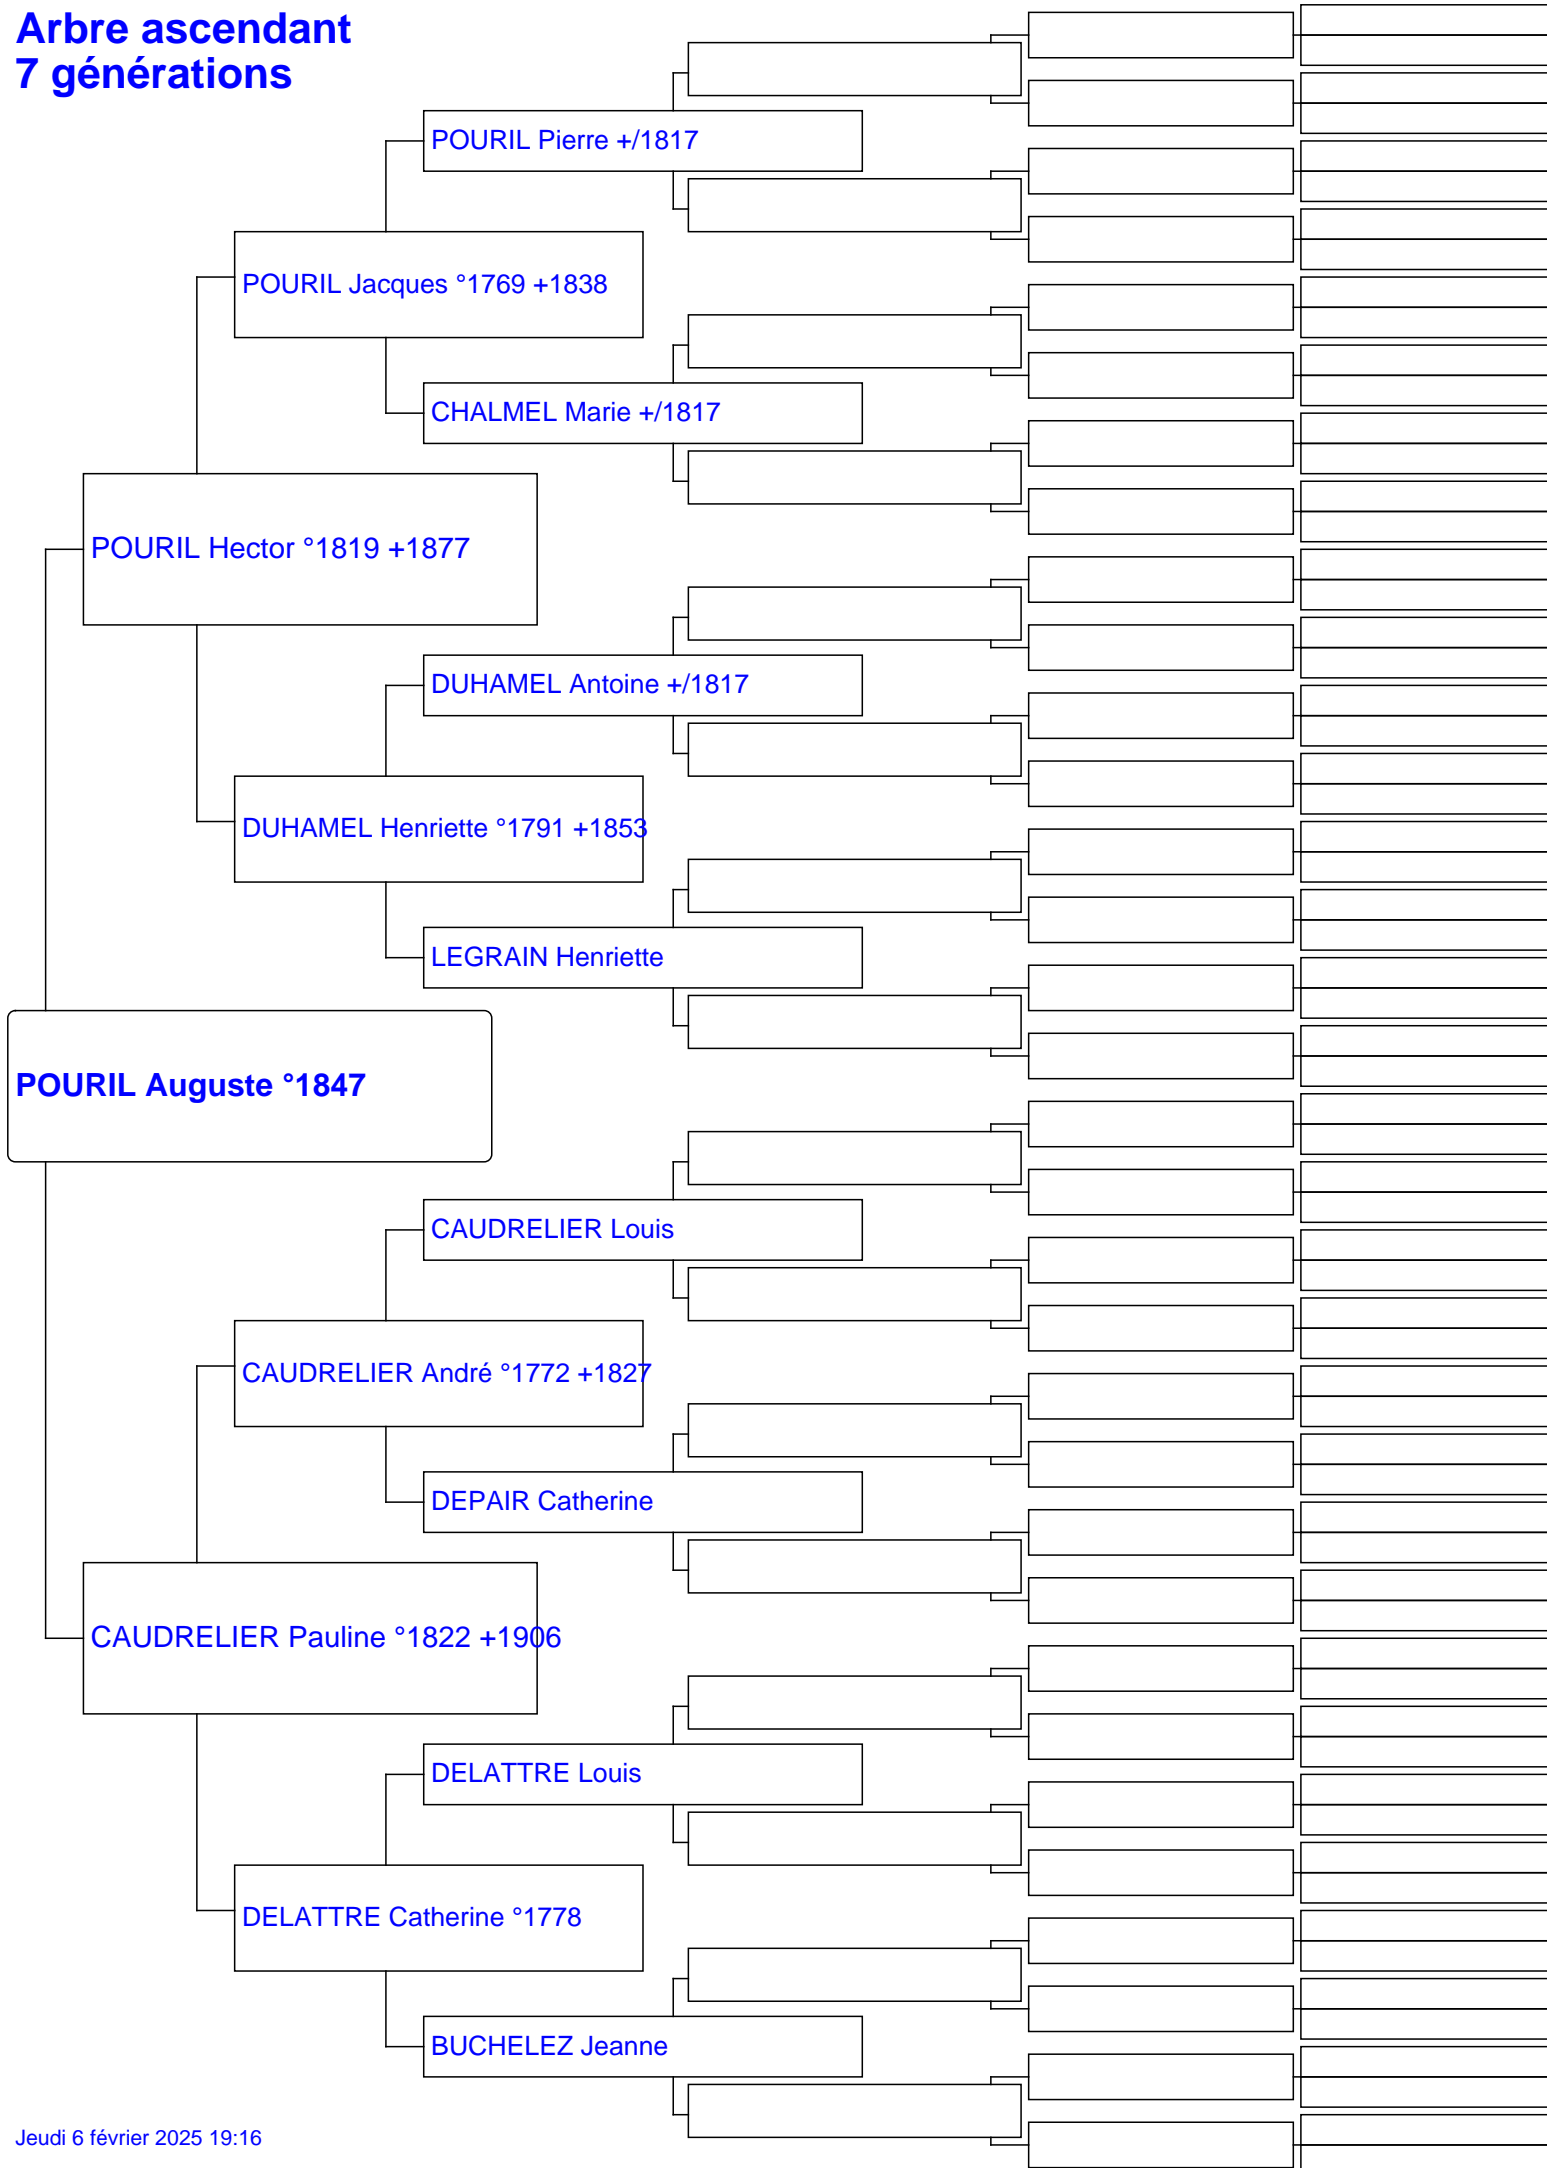 Arbre ascendant
7 générations
POURIL Pierre +/1817
POURIL Jacques °1769 +1838
CHALMEL Marie +/1817
POURIL Hector °1819 +1877
DUHAMEL Antoine +/1817
DUHAMEL Henriette °1791 +1853
LEGRAIN Henriette
POURIL Auguste °1847
CAUDRELIER Louis
CAUDRELIER André °1772 +1827
DEPAIR Catherine
CAUDRELIER Pauline °1822 +1906
DELATTRE Louis
DELATTRE Catherine °1778
BUCHELEZ Jeanne
Jeudi 6 février 2025 19:16